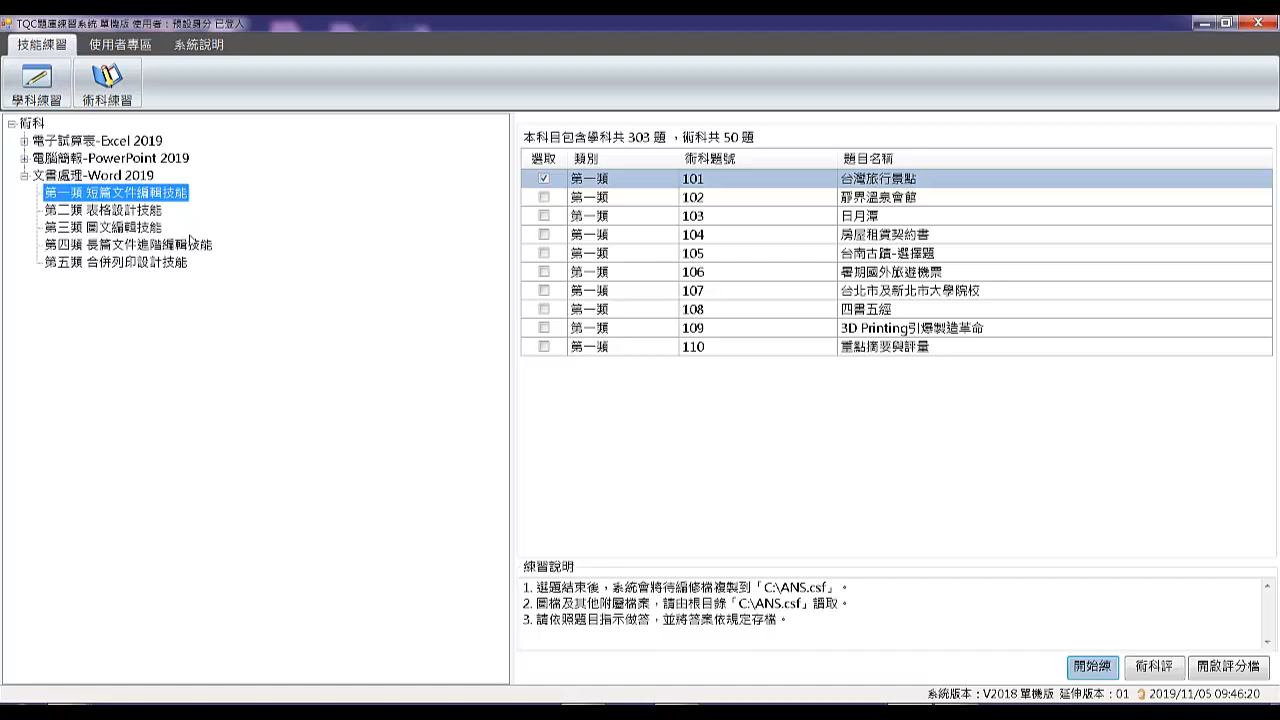 TQC題庫練習系統 單機版 使用者：預設身分 已登入
技能練習 使用者專區 系統說明
學科練習 術科練習
術科
電子試算表-Excel 2019
電腦簡報-PowerPoint 2019
文書處理-Word 2019
第一類 短篇文件編輯技能
第二類 表格設計技能
第三類 圖文編輯技能
第四類 長篇文件進階編輯技能
第五類 合併列印設計技能
本科目包含學科共 303 題 ，術科共 50 題
選取 類別 術科題號 題目名稱
第一類 101 台灣旅行景點
第一類 102 靜界溫泉會館
第一類 103 日月潭
第一類 104 房屋租賃契約書
第一類 105 台南古蹟-選擇題
第一類 106 暑期國外旅遊機票
第一類 107 台北市及新北市大學院校
第一類 108 四書五經
第一類 109 3D Printing引爆製造革命
第一類 110 重點摘要與評量
練習說明
1. 選題結束後，系統會將待編修檔複製到「C:\ANS.csf」。
2. 圖檔及其他附屬檔案，請由根目錄「C:\ANS.csf」讀取。
3. 請依照題目指示做答，並將答案依規定存檔。
開始練 術科評 開啟評分檔
系統版本：V2018 單機版 延伸版本：01 2019/11/05 09:46:20